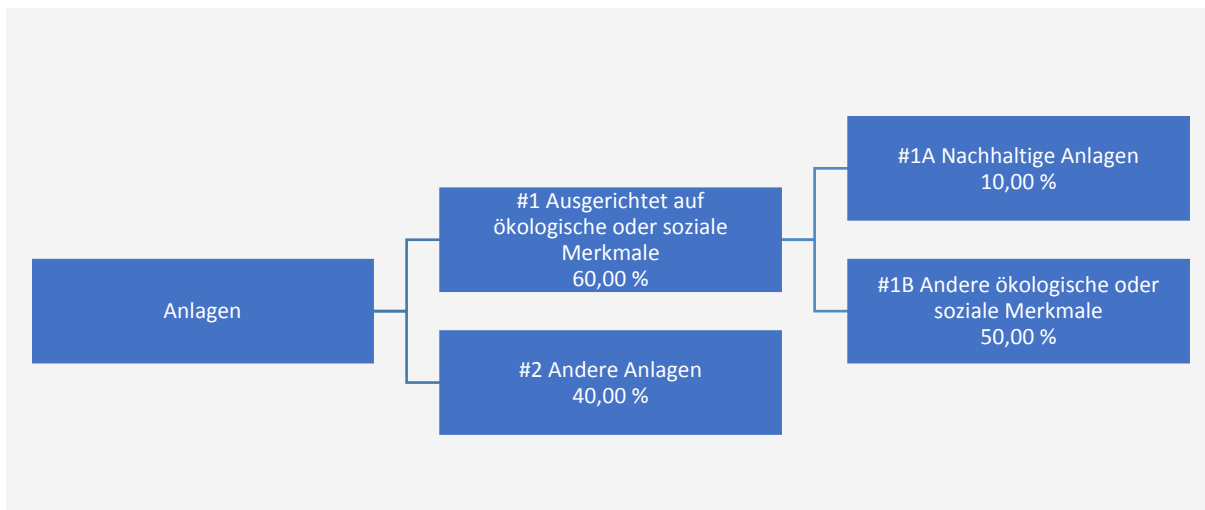 Anlagen
#1 Ausgerichtet auf
ökologische oder soziale
Merkmale
60,00 %
#2 Andere Anlagen
40,00 %
#1A Nachhaltige Anlagen
10,00 %
#1B Andere ökologische oder
soziale Merkmale
50,00 %